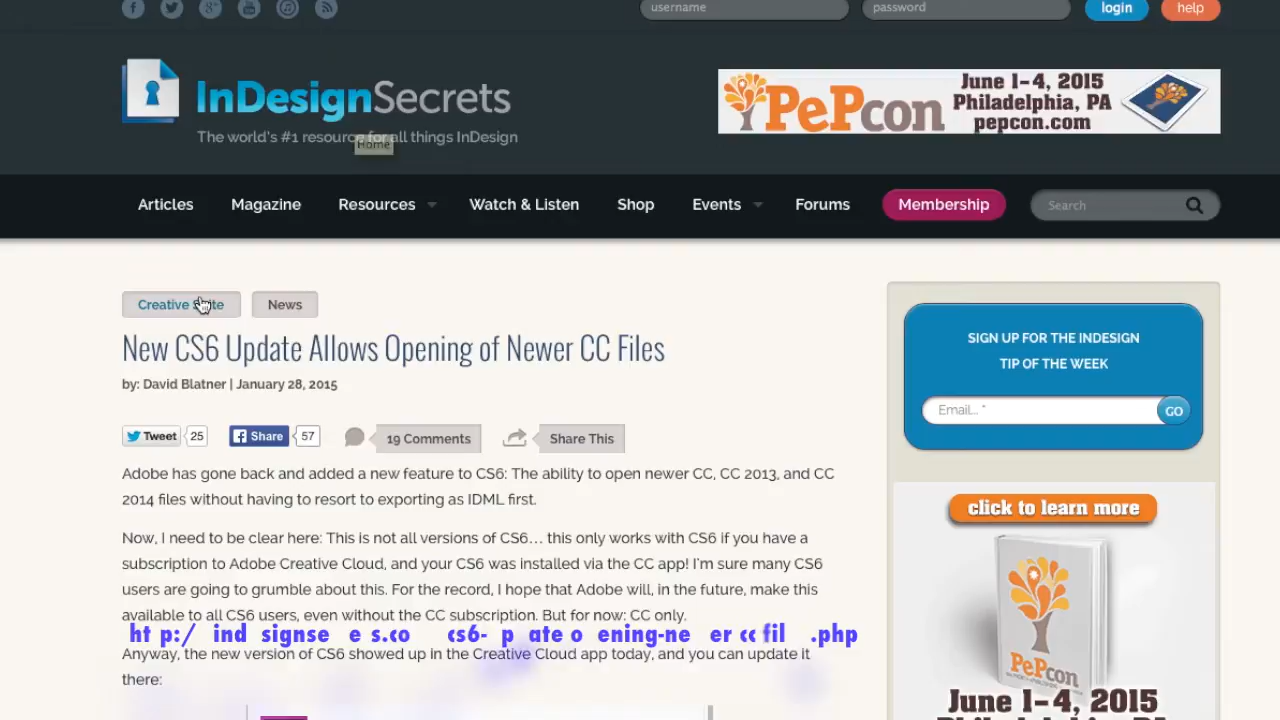 username password login help
InDesignSecrets
The world's #1 resource for all things InDesign
Home
PePcon
June 1-4, 2015
Philadelphia, PA
pepcon.com
Articles Magazine Resources Watch & Listen Shop Events Forums Membership Search
Creative Suite News
New CS6 Update Allows Opening of Newer CC Files
by: David Blatner | January 28, 2015
Tweet 25 Share 57 19 Comments Share This
Adobe has gone back and added a new feature to CS6: The ability to open newer CC, CC 2013, and CC
2014 files without having to resort to exporting as IDML first.
Now, I need to be clear here: This is not all versions of CS6... this only works with CS6 if you have a
subscription to Adobe Creative Cloud, and your CS6 was installed via the CC app! I'm sure many CS6
users are going to grumble about this. For the record, I hope that Adobe will, in the future, make this
available to all CS6 users, even without the CC subscription. But for now: CC only.
.php
Anyway, the new version of CS6 showed up in the Creative Cloud app today, and you can update it
there:
SIGN UP FOR THE INDESIGN
TIP OF THE WEEK
Email... * GO
click to learn more
PePcon
June 1-4, 2015